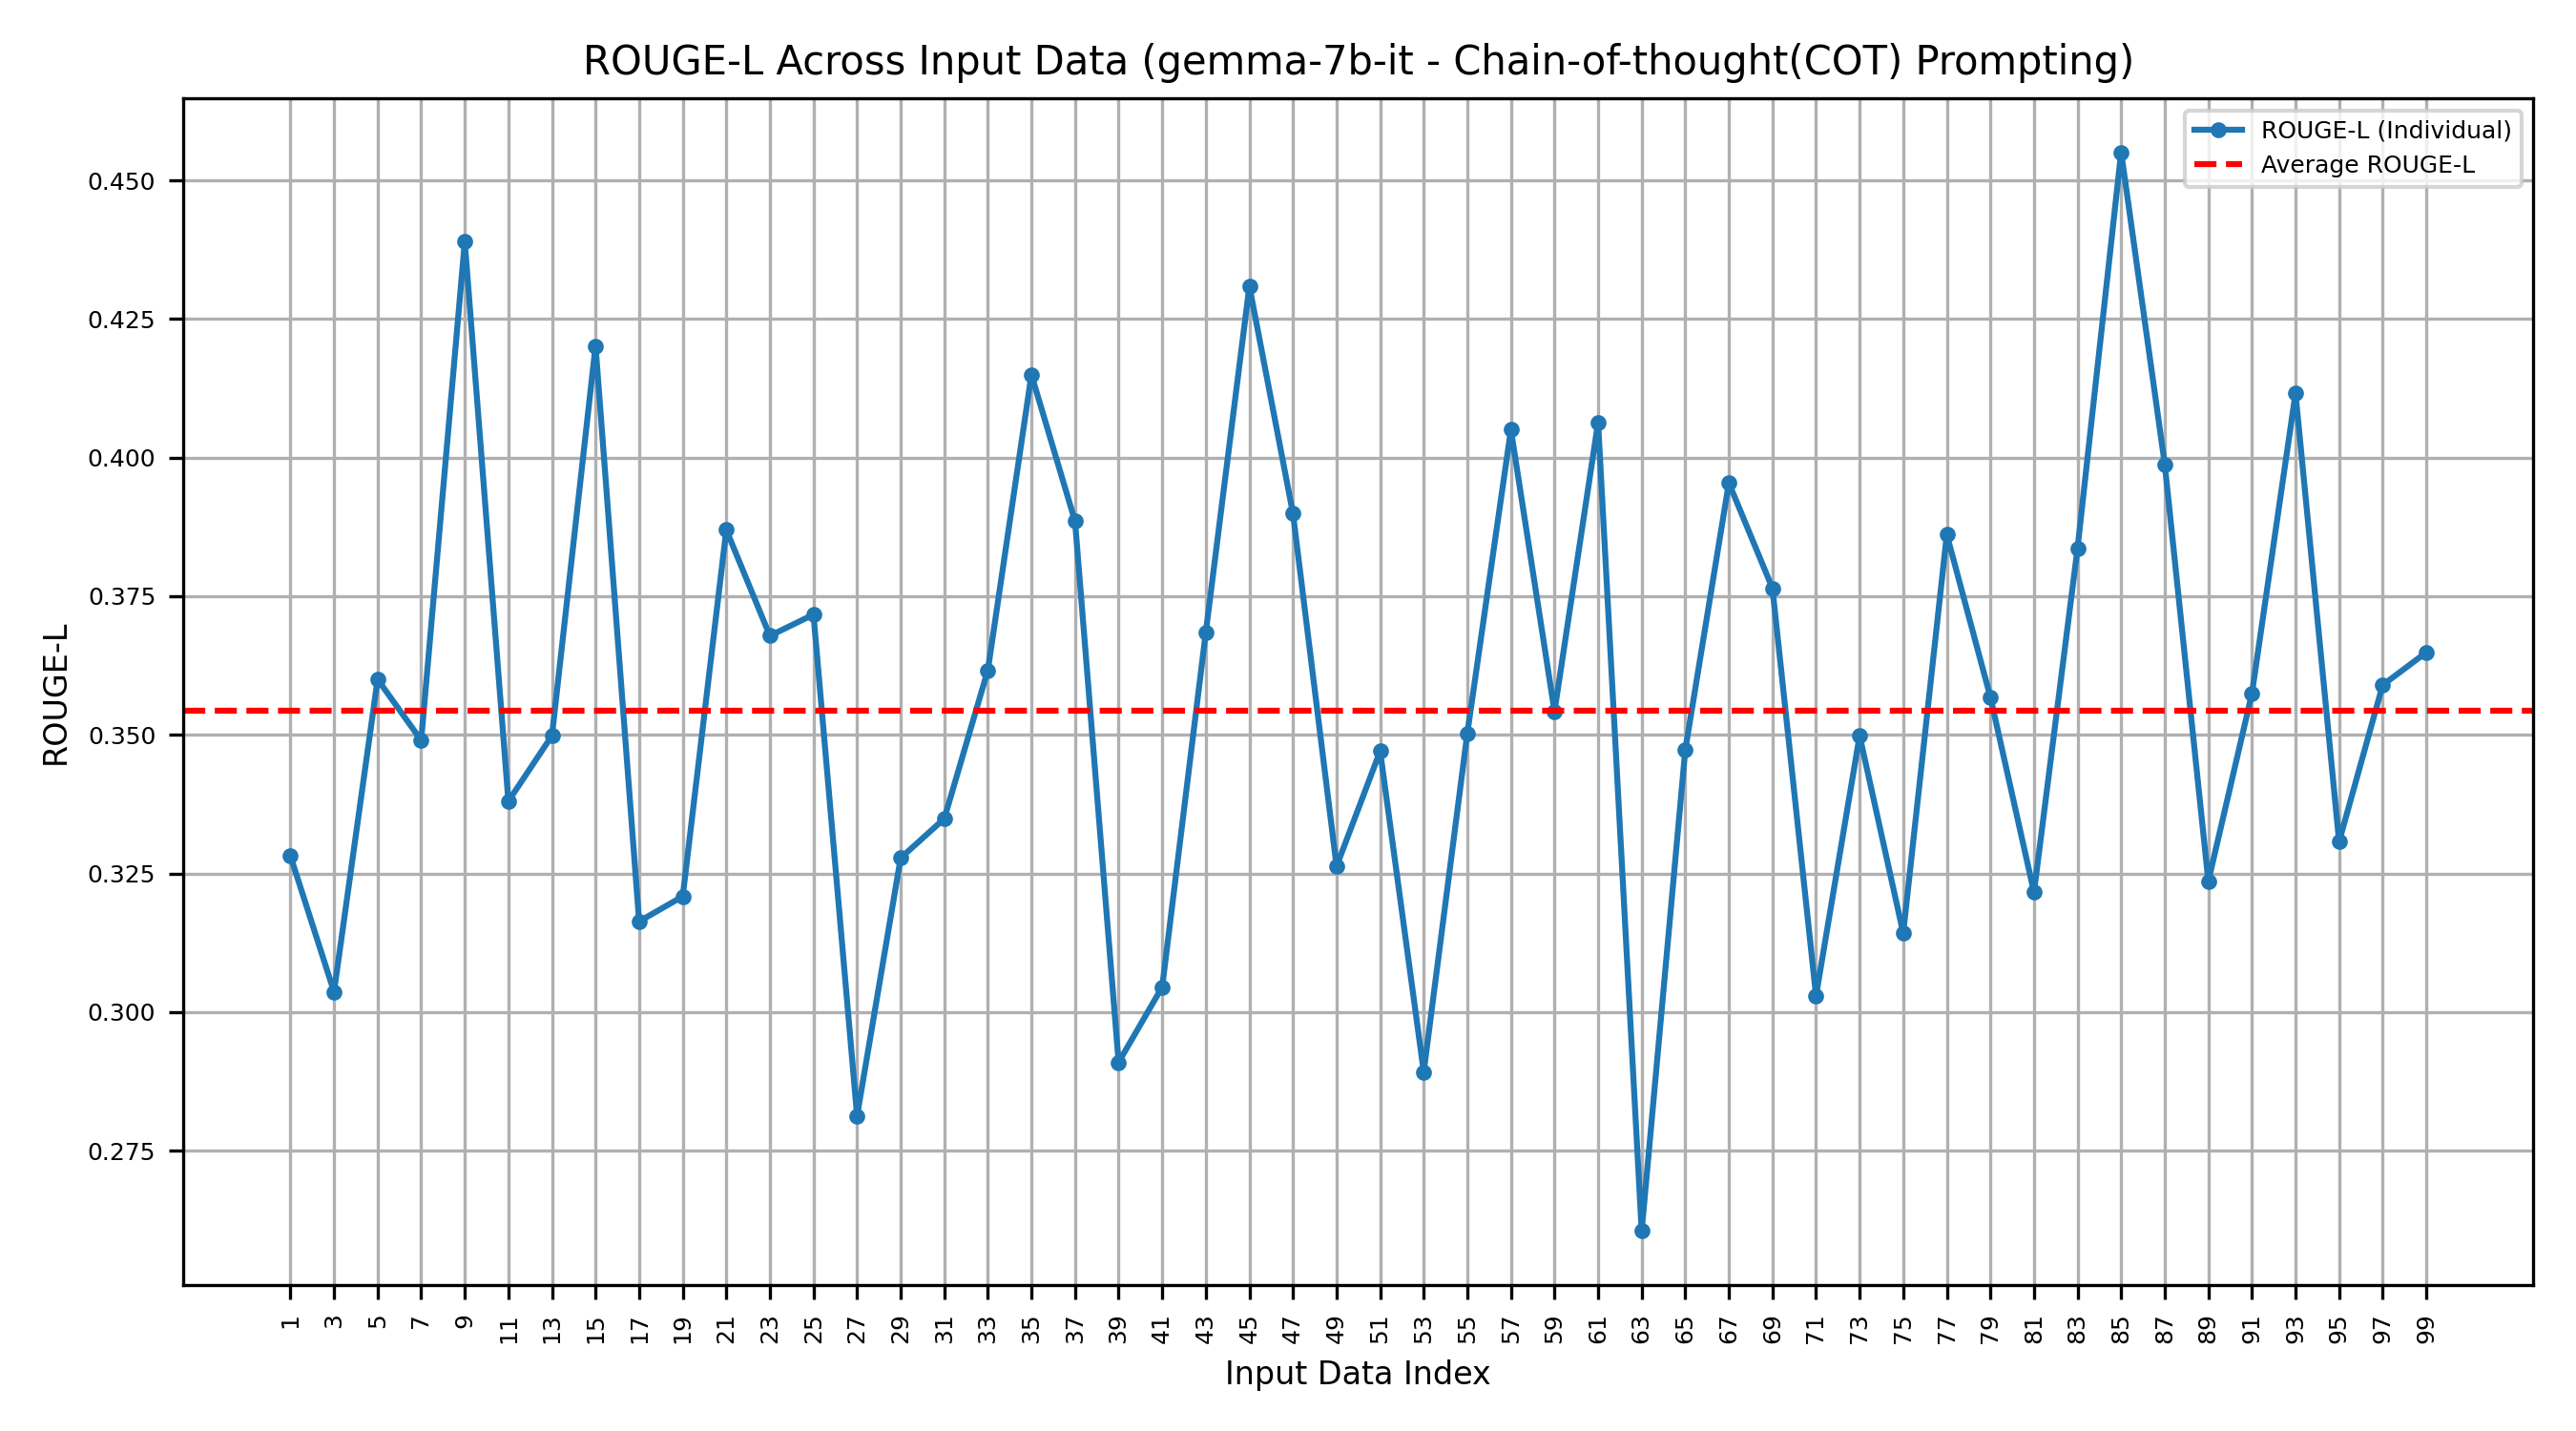 ROUGE-L Across Input Data (gemma-7b-it - Chain-of-thought(COT) Prompting)
ROUGE-L (Individual)
Average ROUGE-L
ROUGE-L
0.450
0.425
0.400
0.375
0.350
0.325
0.300
0.275
1 3 5 7 9 11 13 15 17 19 21 23 25 27 29 31 33 35 37 39 41 43 45 47 49 51 53 55 57 59 61 63 65 67 69 71 73 75 77 79 81 83 85 87 89 91 93 95 97 99
Input Data Index